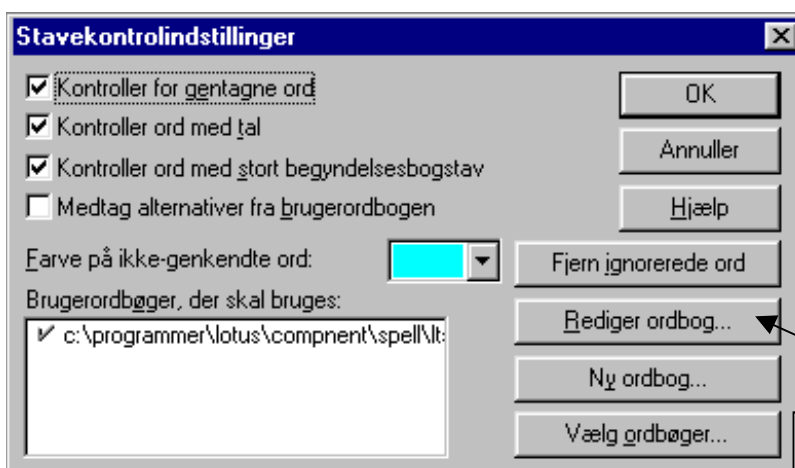 Stavekontrolindstillinger
Kontroller for gentagne ord
Kontroller ord med tal
Kontroller ord med stort begyndelsesbogstav
Medtag alternativer fra brugerordbogen
Farve på ikke-genkendte ord:
Brugerordbøger, der skal bruges:
c:\programmer\lotus\compnent\spell\lt
OK
Annuller
Hjælp
Fjern ignorerede ord
Rediger ordbog...
Ny ordbog...
Vælg ordbøger...